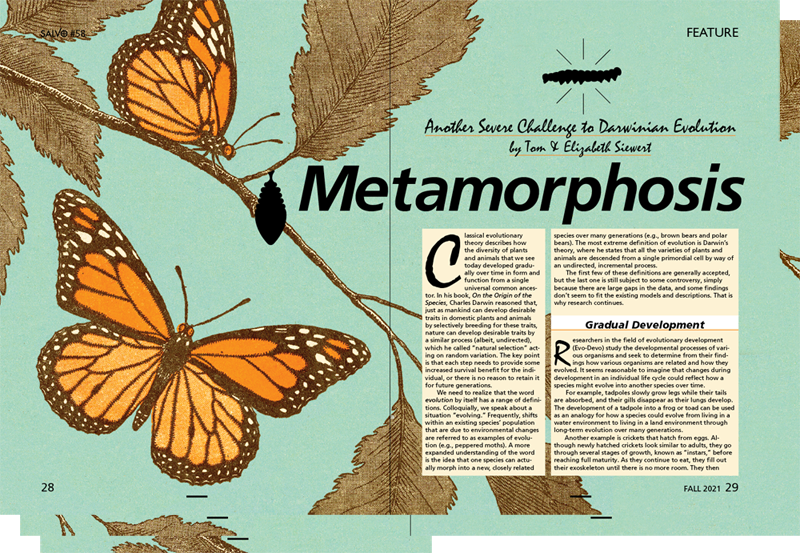 SALVO #58
FEATURE
Another Severe Challenge to Darwinian Evolution
by Tom & Elizabeth Siewert
Metamorphosis
Classical evolutionary
theory describes how
the diversity of plants
and animals that we see
today developed gradu-
ally over time in form and
function from a single
universal common ances-
tor. In his book, On the Origin of the
Species, Charles Darwin reasoned that,
just as mankind can develop desirable
traits in domestic plants and animals
by selectively breeding for these traits,
nature can develop desirable traits by
a similar process (albeit, undirected),
which he called "natural selection" act-
ing on random variation. The key point
is that each step needs to provide some
increased survival benefit for the indi-
vidual, or there is no reason to retain it
for future generations.
We need to realize that the word
evolution by itself has a range of defini-
tions. Colloquially, we speak about a
situation "evolving." Frequently, shifts
within an existing species' population
that are due to environmental changes
are referred to as examples of evolu-
tion (e.g., peppered moths). A more
expanded understanding of the word
is the idea that one species can actu-
ally morph into a new, closely related
species over many generations (e.g., brown bears and polar
bears). The most extreme definition of evolution is Darwin's
theory, where he states that all the varieties of plants and
animals are descended from a single primordial cell by way of
an undirected, incremental process.
The first few of these definitions are generally accepted,
but the last one is still subject to some controversy, simply
because there are large gaps in the data, and some findings
don't seem to fit the existing models and descriptions. That is
why research continues.
Gradual Development
Researchers in the field of evolutionary development
(Evo-Devo) study the developmental processes of vari-
ous organisms and seek to determine from their find-
ings how various organisms are related and how they
evolved. It seems reasonable to imagine that changes during
development in an individual life cycle could reflect how a
species might evolve into another species over time.
For example, tadpoles slowly grow legs while their tails
are absorbed, and their gills disappear as their lungs develop.
The development of a tadpole into a frog or toad can be used
as an analogy for how a species could evolve from living in a
water environment to living in a land environment through
long-term evolution over many generations.
Another example is crickets that hatch from eggs. Al-
though newly hatched crickets look similar to adults, they go
through several stages of growth, known as "instars," before
reaching full maturity. As they continue to eat, they fill out
their exoskeleton until there is no more room. They then
28
FALL 2021 29